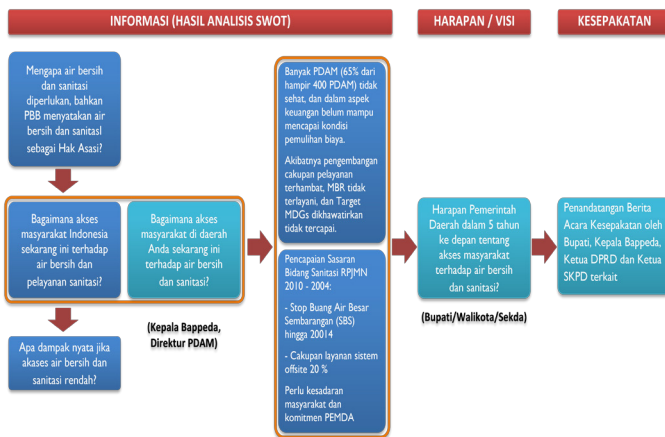 INFORMASI (HASIL ANALISIS SWOT)
HARAPAN / VISI
KESEPAKATAN
Mengapa air bersih
dan sanitasi
diperlukan, bahkan
PBB menyatakan air
bersih dan sanitasI
sebagai Hak Asasi?
Bagaimana akses
masyarakat Indonesia
sekarang ini terhadap
air bersih dan
pelayanan sanitasi?
Bagaimana akses
masyarakat di daerah
Anda sekarang ini
terhadap air bersih
dan sanitasi?
(Kepala Bappeda,
Direktur PDAM)
Apa dampak nyata jika
akases air bersih dan
sanitasi rendah?
Banyak PDAM (65% dari
hampir 400 PDAM) tidak
sehat, dan dalam aspek
keuangan belum mampu
mencapai kondisi
pemulihan biaya.
Akibatnya pengembangan
cakupan pelayanan
terhambat, MBR tidak
terlayani, dan Target
MDGs dikhawatirkan
tidak tercapai.
Pencapaian Sasaran
Bidang Sanitasi RPJMN
2010 - 2004:
- Stop Buang Air Besar
Sembarangan (SBS)
hingga 20014
- Cakupan layanan sistem
offsite 20 %
Perlu kesadaran
masyarakat dan
komitmen PEMDA
Harapan Pemerintah
Daerah dalam 5 tahun
ke depan tentang
akses masyarakat
terhadap air bersih
dan sanitasi?
(Bupati/Walikota/Sekda)
Penandatangan Berita
Acara Kesepakatan oleh
Bupati, Kepala Bappeda,
Ketua DPRD dan Ketua
SKPD terkait